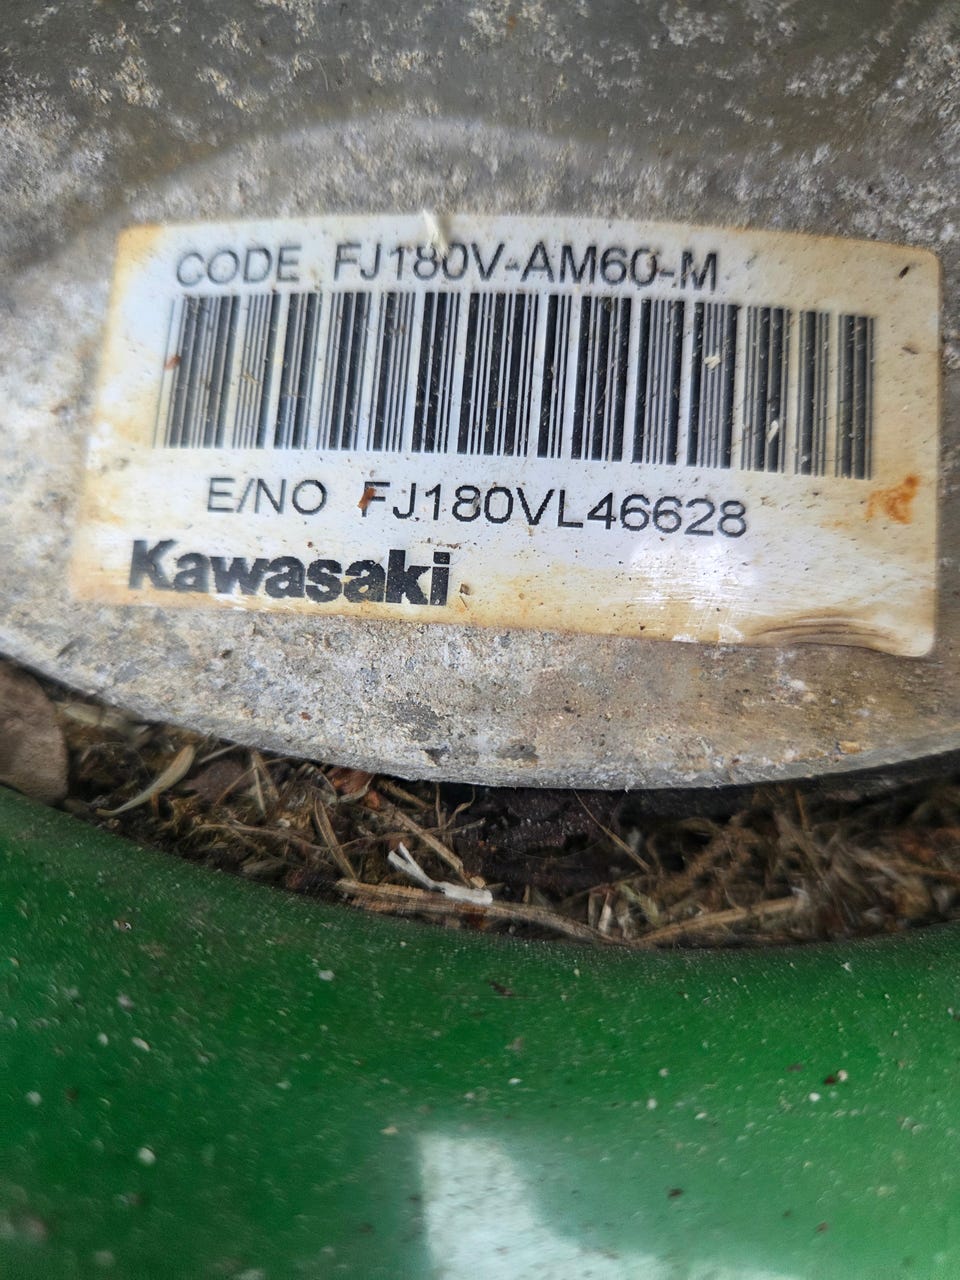 CODE FJ180V-AM60-M
E/NO FJ180VL46628
Kawasaki